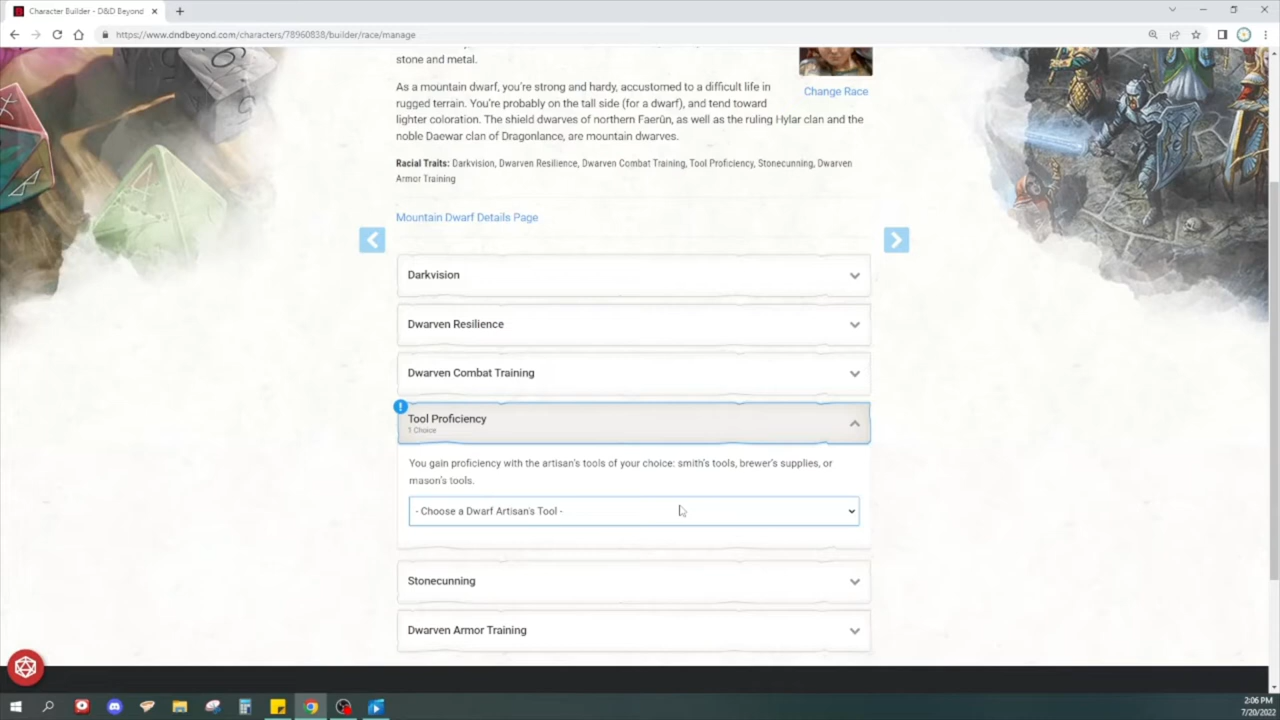 Character Builder - D&D Beyond
https://www.dndbeyond.com/characters/78960838/builder/race/manage
stone and metal.
As a mountain dwarf, you're strong and hardy, accustomed to a difficult life in
rugged terrain. You're probably on the tall side (for a dwarf), and tend toward
lighter coloration. The shield dwarves of northern Faerûn, as well as the ruling Hylar clan and the
noble Daewar clan of Dragonlance, are mountain dwarves.
Change Race
Racial Traits: Darkvision, Dwarven Resilience, Dwarven Combat Training, Tool Proficiency, Stonecunning, Dwarven
Armor Training
Mountain Dwarf Details Page
Darkvision
Dwarven Resilience
Dwarven Combat Training
Tool Proficiency
1 Choice
You gain proficiency with the artisan's tools of your choice: smith's tools, brewer's supplies, or
mason's tools.
- Choose a Dwarf Artisan's Tool -
Stonecunning
Dwarven Armor Training
2:06 PM
7/20/2022